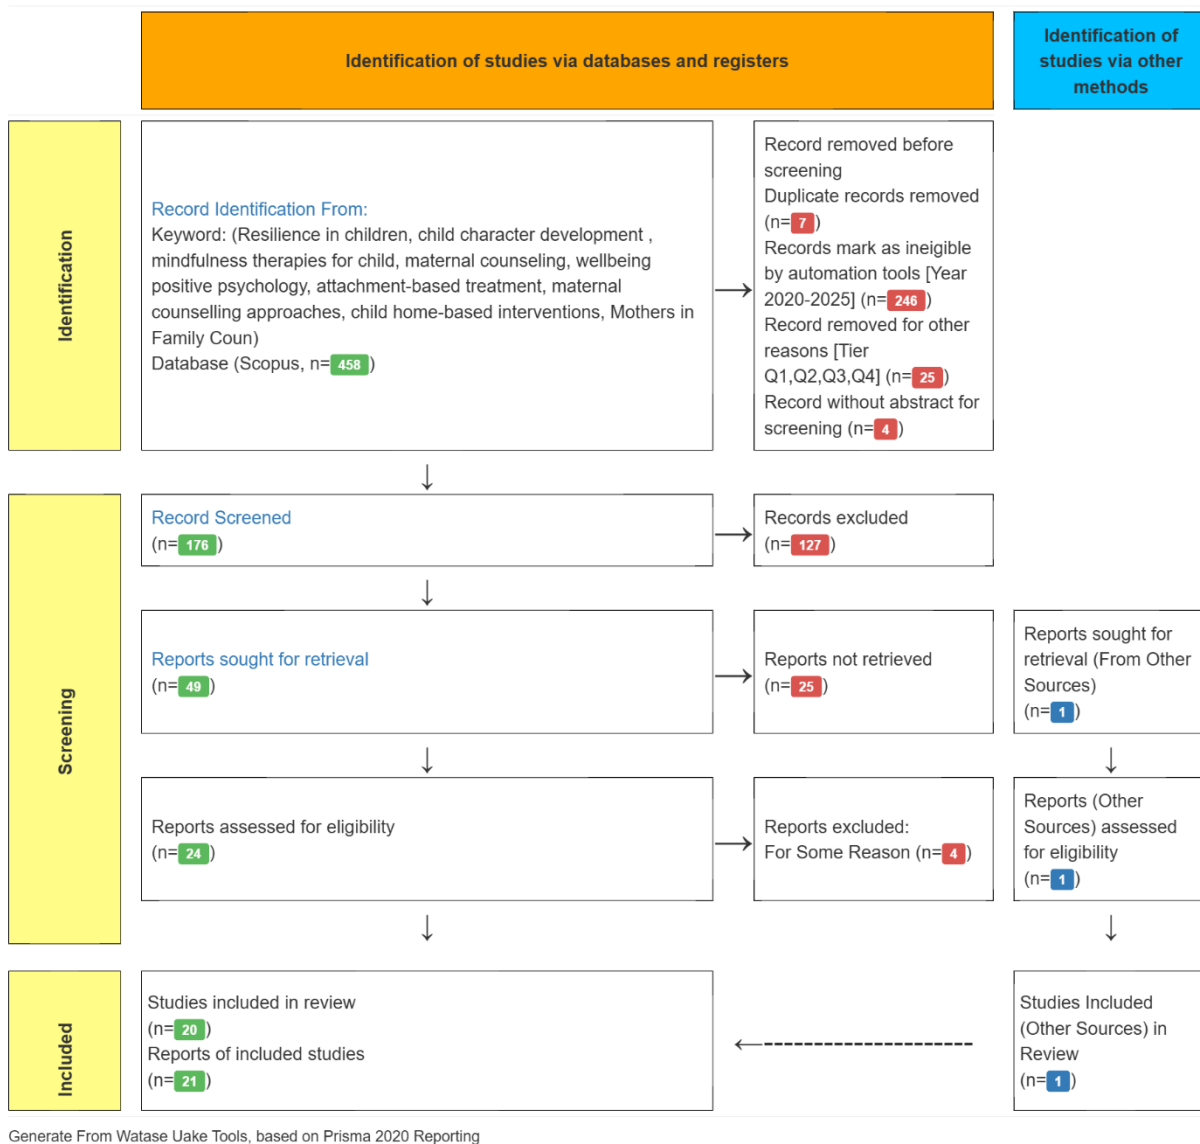 Identification of studies via databases and registers
Identification of
studies via other
methods
Identification
Record Identification From:
Keyword: (Resilience in children, child character development ,
mindfulness therapies for child, maternal counseling, wellbeing
positive psychology, attachment-based treatment, maternal
counselling approaches, child home-based interventions, Mothers in
Family Coun)
Database (Scopus, n= 458 )
Record removed before
screening
Duplicate records removed
(n= 7 )
Records mark as ineigible
by automation tools [Year
2020-2025] (n= 246 )
Record removed for other
reasons [Tier
Q1,Q2,Q3,Q4] (n= 25 )
Record without abstract for
screening (n= 4 )
Screening
Record Screened
(n= 176 )
Records excluded
(n= 127 )
Reports sought for retrieval
(n= 49 )
Reports not retrieved
(n= 25 )
Reports sought for
retrieval (From Other
Sources)
(n= 1 )
Reports assessed for eligibility
(n= 24 )
Reports excluded:
For Some Reason (n= 4 )
Reports (Other
Sources) assessed
for eligibility
(n= 1 )
Included
Studies included in review
(n= 20 )
Reports of included studies
(n= 21 )
Studies Included
(Other Sources) in
Review
(n= 1 )
Generate From Watase Uake Tools, based on Prisma 2020 Reporting